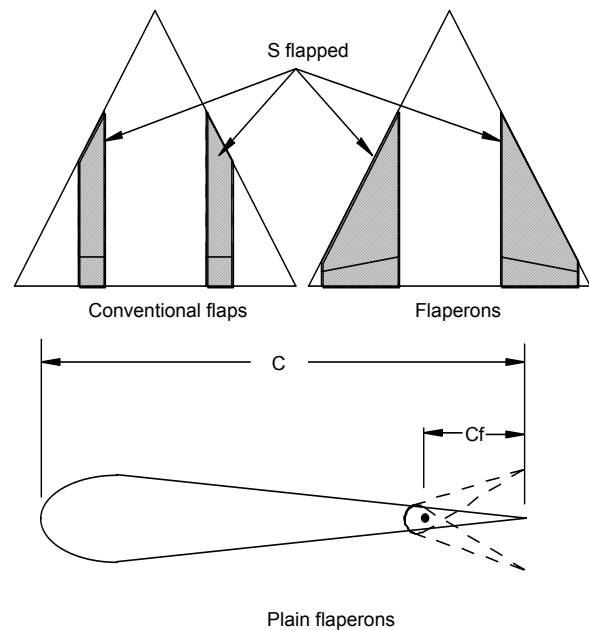 S flapped
Conventional flaps
Flaperons
C
Cf
Plain flaperons